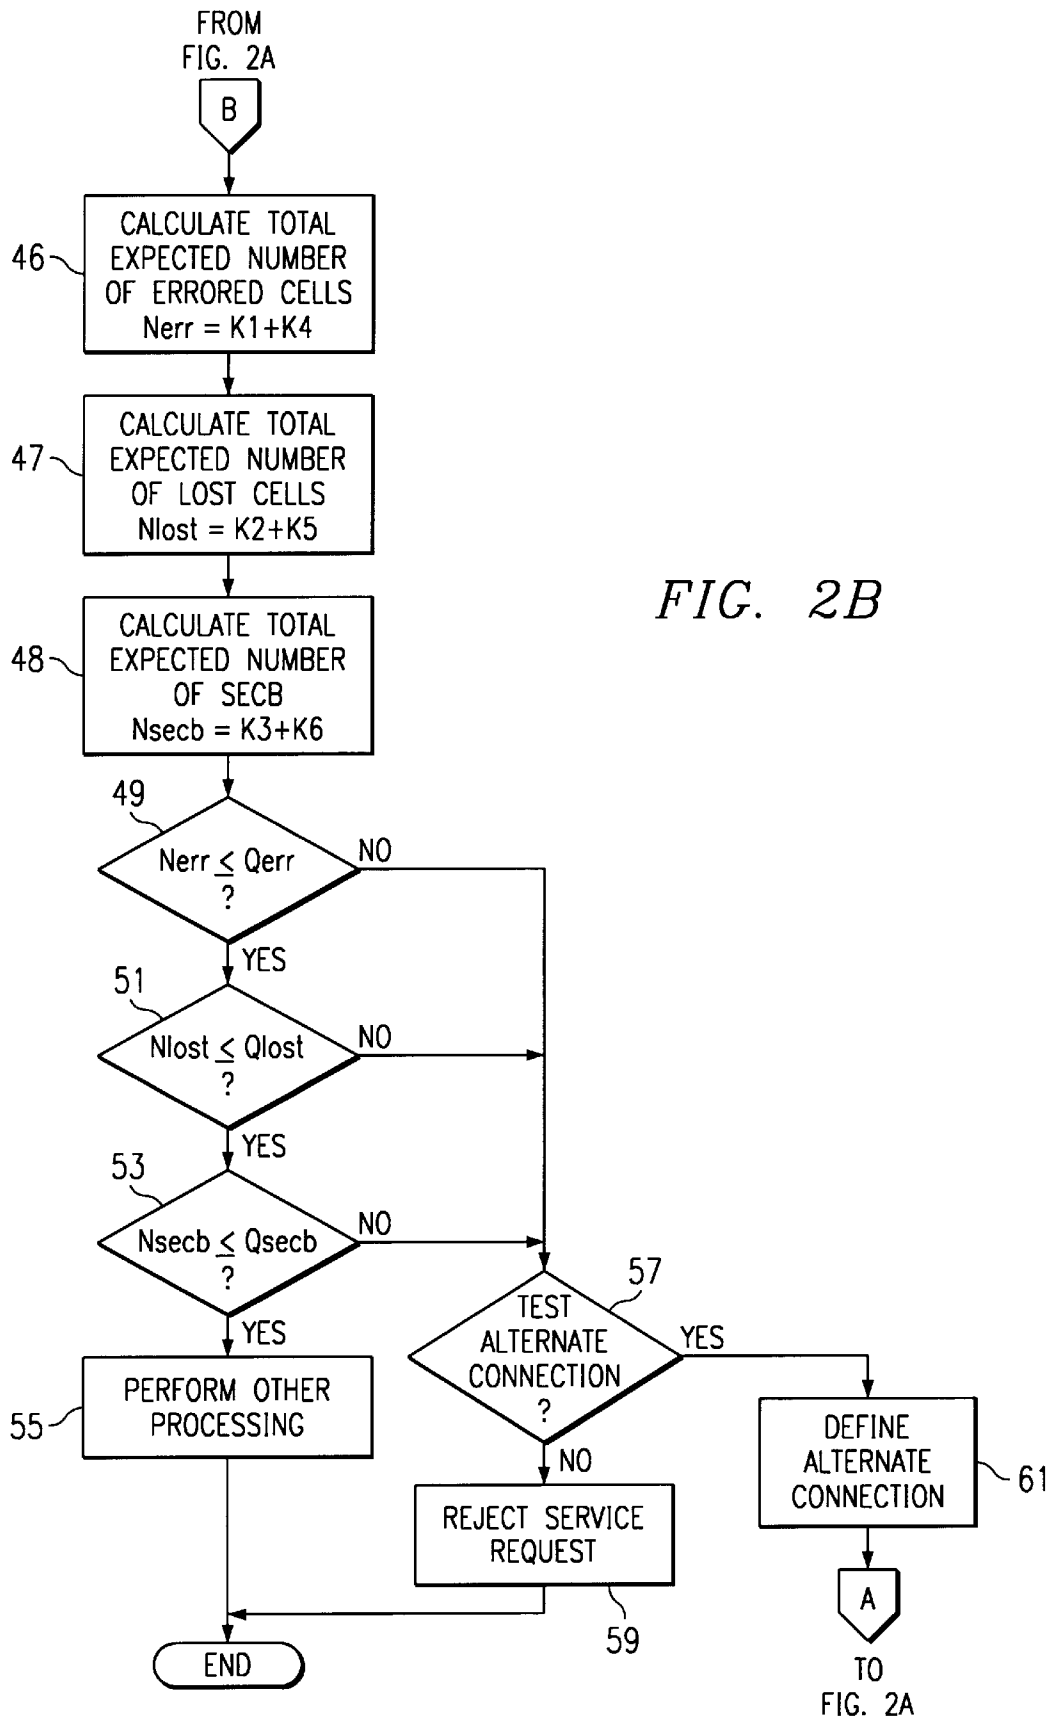 FROM
FIG. 2A
B
CALCULATE TOTAL
EXPECTED NUMBER
OF ERRORED CELLS
Nerr = K1+K4
46
CALCULATE TOTAL
EXPECTED NUMBER
OF LOST CELLS
Nlost = K2+K5
47
CALCULATE TOTAL
EXPECTED NUMBER
OF SECB
Nsecb = K3+K6
48
FIG. 2B
49
Nerr ≤ Qerr
?
NO
YES
51
Nlost ≤ Qlost
?
NO
YES
53
Nsecb ≤ Qsecb
?
NO
YES
57
TEST
ALTERNATE
CONNECTION
?
YES
NO
PERFORM OTHER
PROCESSING
55
DEFINE
ALTERNATE
CONNECTION
61
REJECT SERVICE
REQUEST
59
A
END
TO
FIG. 2A